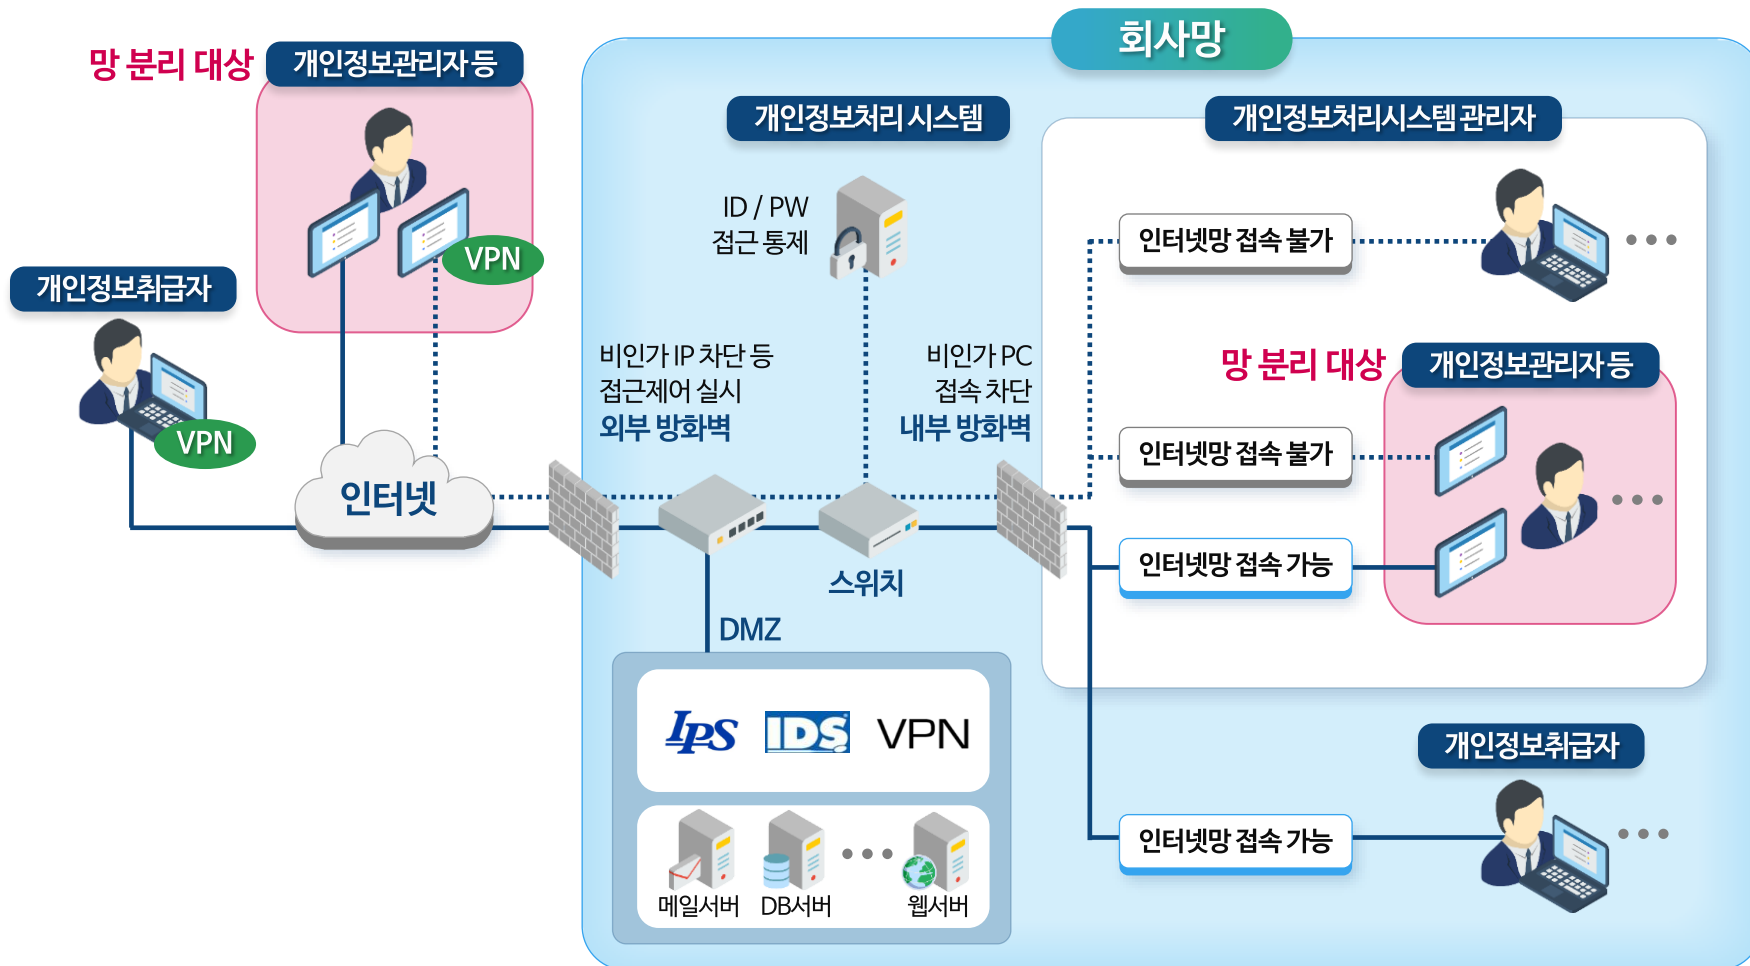 회사망
망 분리 대상
개인정보관리자 등
VPN
개인정보취급자
VPN
인터넷
개인정보처리 시스템
ID / PW
접근 통제
비인가 IP 차단 등
접근제어 실시
외부 방화벽
비인가 PC
접속 차단
내부 방화벽
스위치
DMZ
IPS
IDS
VPN
메일서버
DB서버
웹서버
개인정보처리시스템 관리자
인터넷망 접속 불가
망 분리 대상
개인정보관리자 등
인터넷망 접속 불가
인터넷망 접속 가능
개인정보취급자
인터넷망 접속 가능